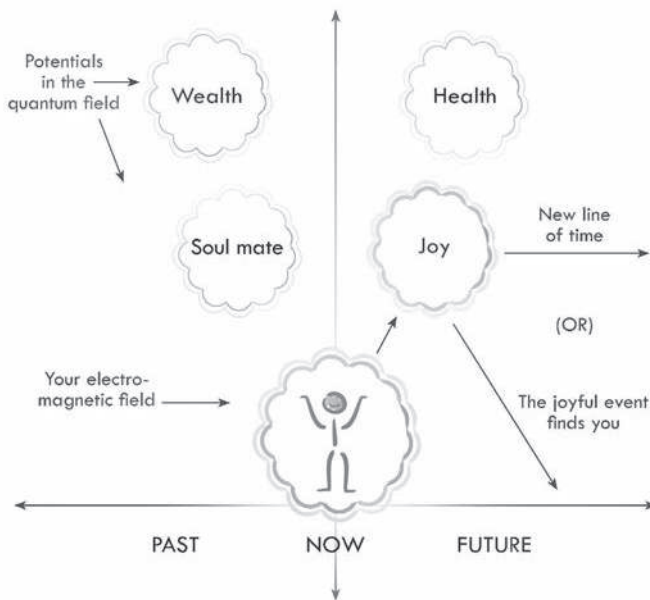 Potentials
in the
quantum field
Wealth
Health
Soul mate
Joy
New line
of time
(OR)
Your electro-
magnetic field
The joyful event
finds you
PAST
NOW
FUTURE